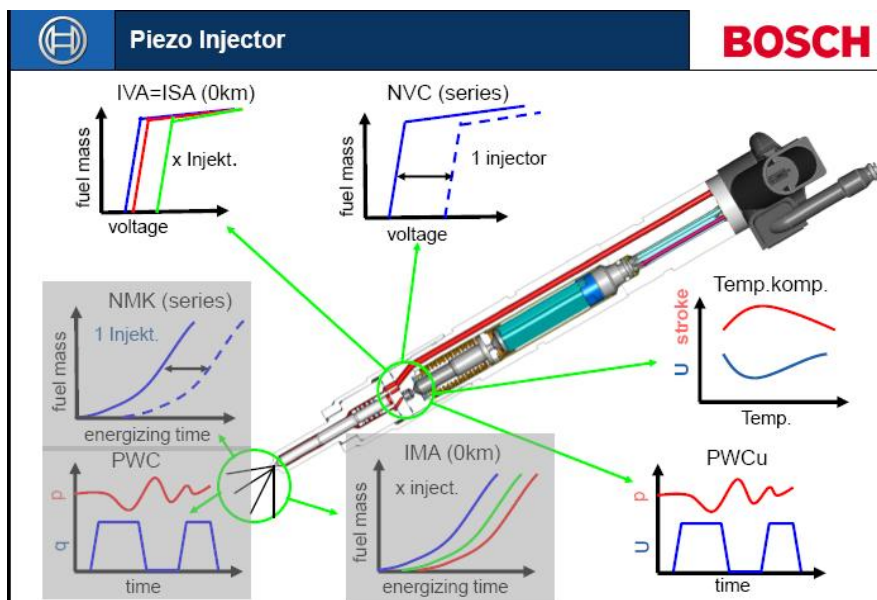 Piezo Injector
BOSCH
IVA=ISA (0km)
fuel mass
x Injekt.
voltage
NVC (series)
fuel mass
1 injector
voltage
NMK (series)
1 Injekt.
fuel mass
energizing time
Temp.komp.
stroke
U
Temp.
PWC
p
q
time
IMA (0km)
x inject.
fuel mass
energizing time
PWCu
p
U
time